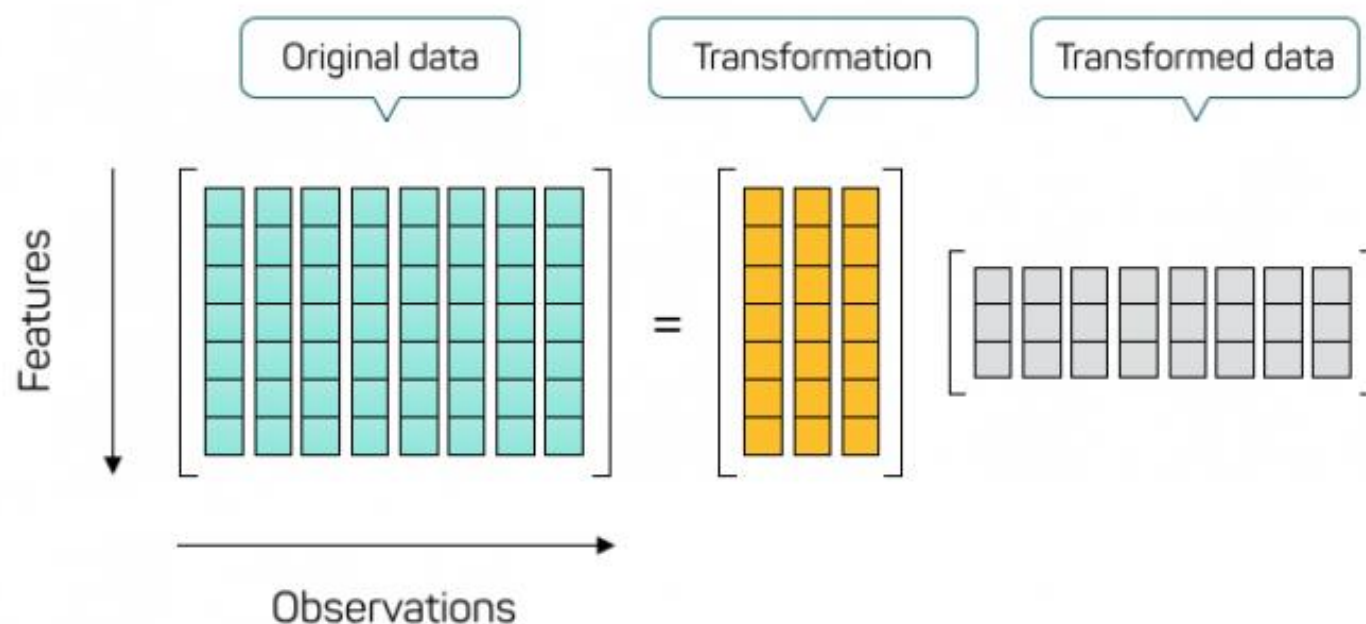 Original data
Transformation
Transformed data
Features
=
Observations